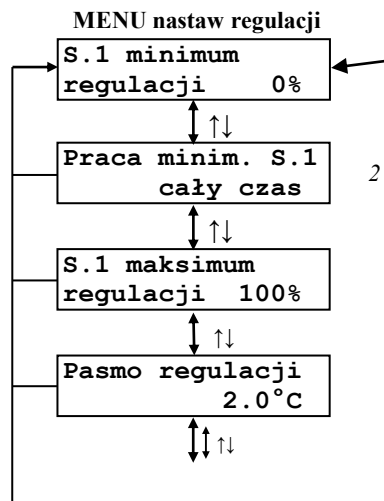 MENU nastaw regulacji
S.1 minimum
regulacji 0%
↑↓
Praca minim. S.1
cały czas
2
↑↓
S.1 maksimum
regulacji 100%
↑↓
Pasmo regulacji
2.0°C
↑↓